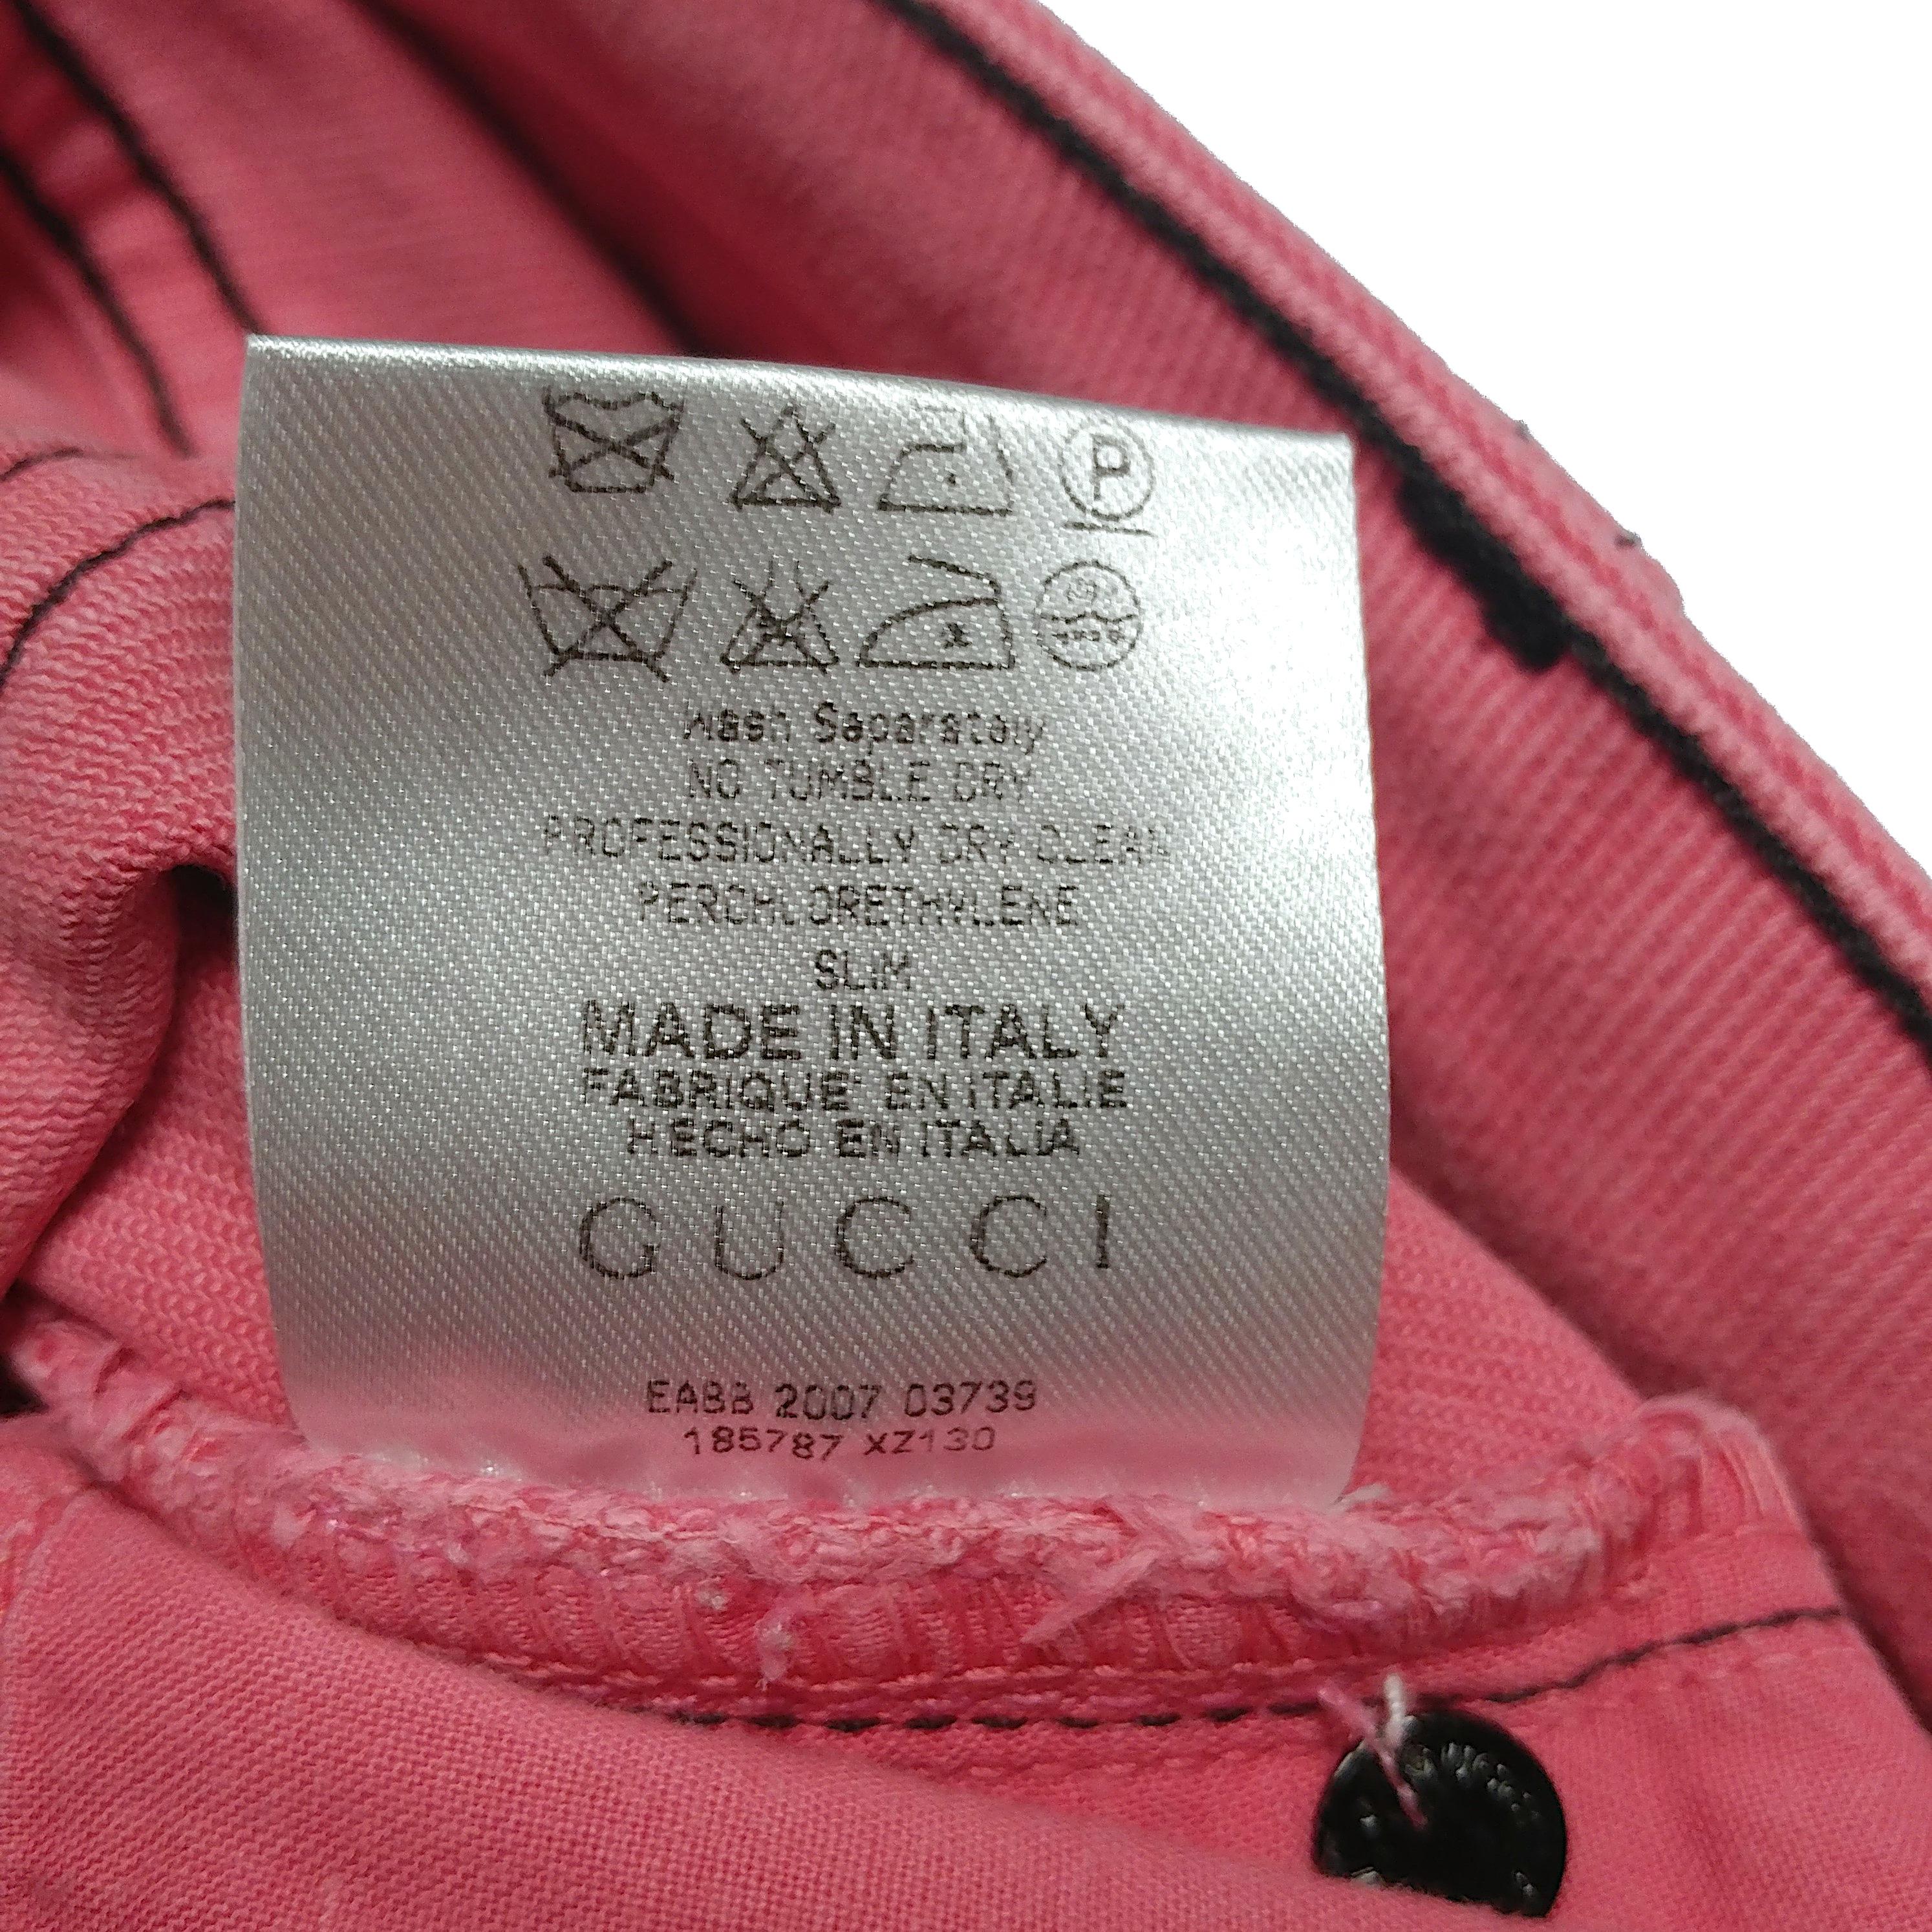 P
Wash Separately
NO TUMBLE DRY
PROFESSIONALLY DRY CLEAN
PERCHLORETHYLENE
SLIM
MADE IN ITALY
FABRIQUE' EN ITALIE
HECHO EN ITALIA
GUCCI
EABB 2007 03739
185787 XZ130